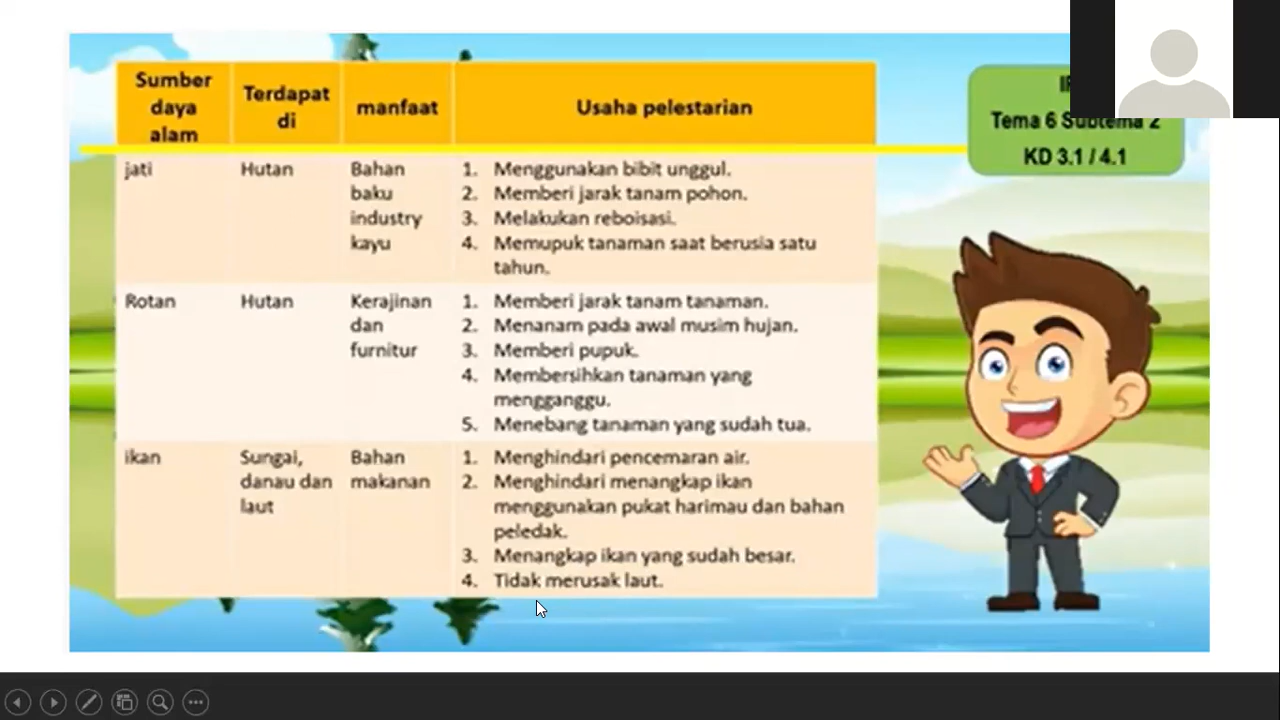 Sumber daya alam
Terdapat di
manfaat
Usaha pelestarian
jati
Hutan
Bahan baku industry kayu
1. Menggunakan bibit unggul.
2. Memberi jarak tanam pohon.
3. Melakukan reboisasi.
4. Memupuk tanaman saat berusia satu
tahun.
Rotan
Hutan
Kerajinan dan furnitur
1. Memberi jarak tanam tanaman.
2. Menanam pada awal musim hujan.
3. Memberi pupuk.
4. Membersihkan tanaman yang
mengganggu.
5. Menebang tanaman yang sudah tua.
ikan
Sungai, danau dan laut
Bahan makanan
1. Menghindari pencemaran air.
2. Menghindari menangkap ikan
menggunakan pukat harimau dan bahan
peledak.
3. Menangkap ikan yang sudah besar.
4. Tidak merusak laut.
Tema 6 Subtema 2
KD 3.1 / 4.1